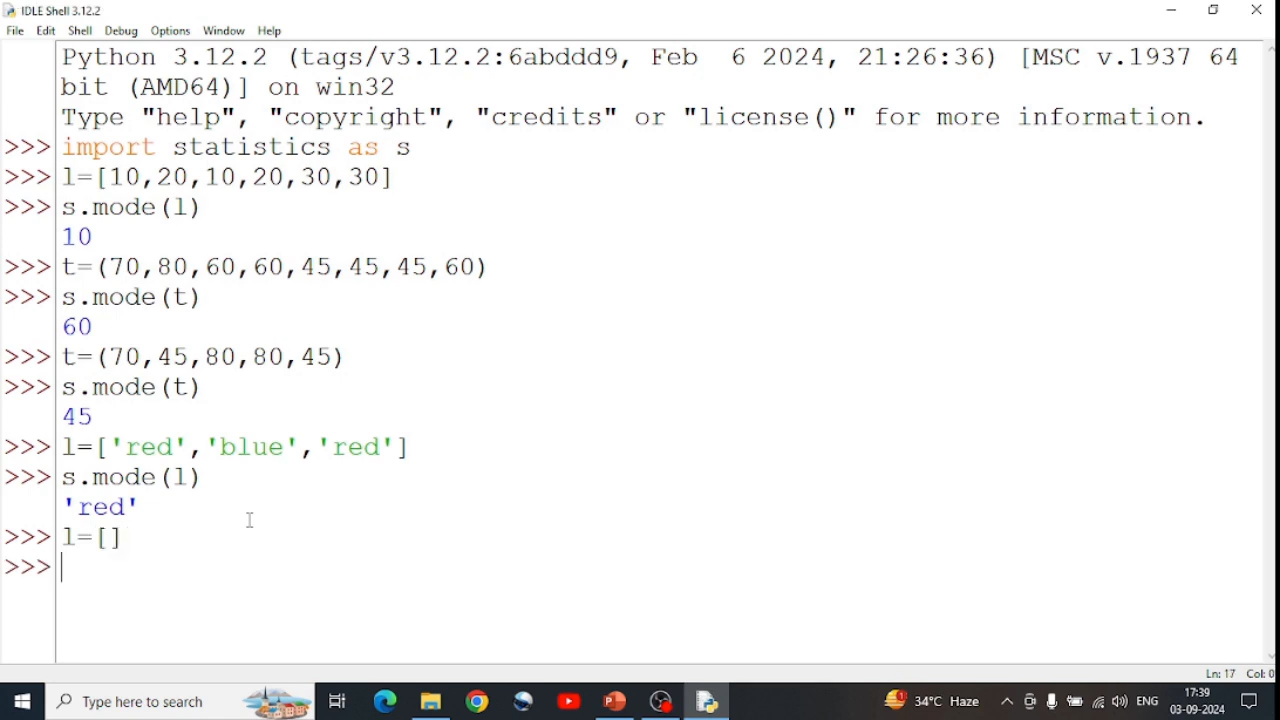 IDLE Shell 3.12.2
File Edit Shell Debug Options Window Help
Python 3.12.2 (tags/v3.12.2:6abddd9, Feb  6 2024, 21:26:36) [MSC v.1937 64
bit (AMD64)] on win32
Type "help", "copyright", "credits" or "license()" for more information.
>>> import statistics as s
>>> l=[10,20,10,20,30,30]
>>> s.mode(l)
10
>>> t=(70,80,60,60,45,45,45,60)
>>> s.mode(t)
60
>>> t=(70,45,80,80,45)
>>> s.mode(t)
45
>>> l=['red','blue','red']
>>> s.mode(l)
'red'
>>> l=[]
>>>
Ln: 17 Col: 0
Type here to search
1
34°C Haze
ENG
17:39
03-09-2024